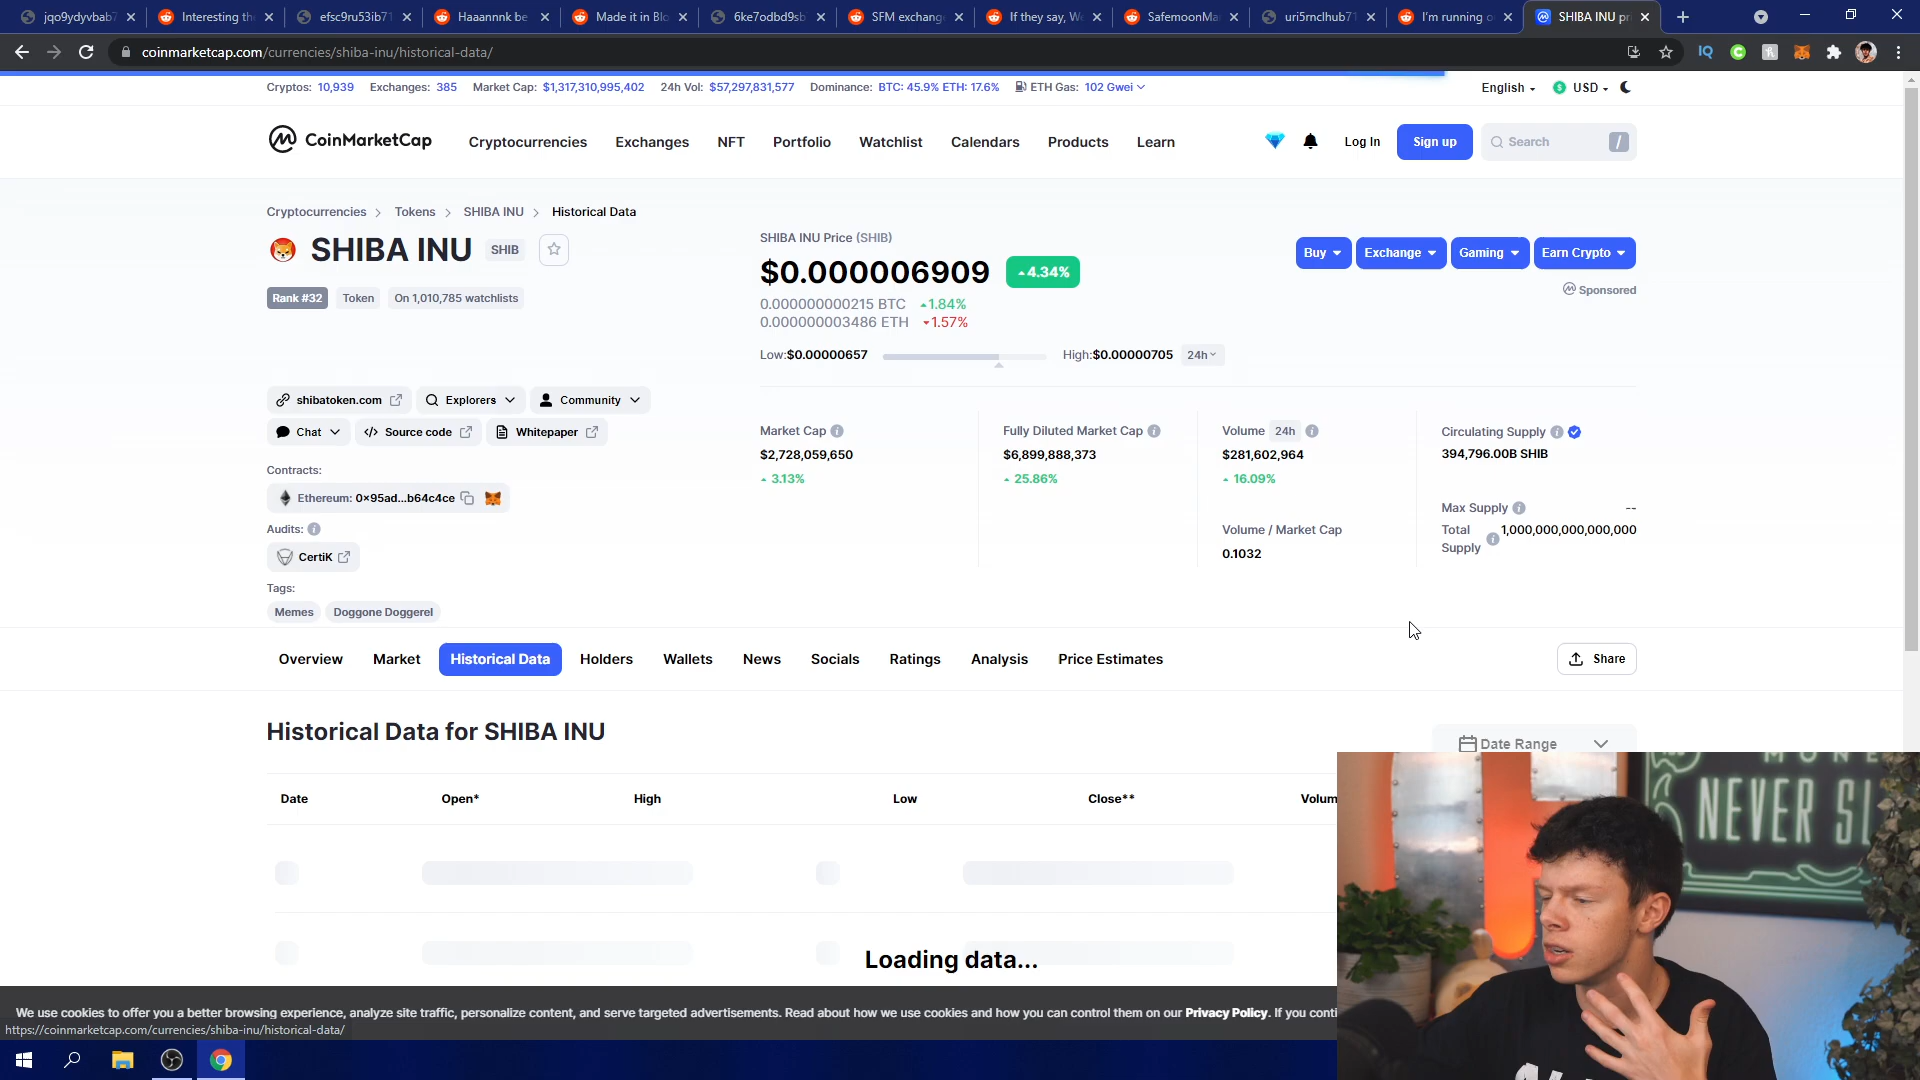 jqo9ydyvbab7
Interesting th
efsc9ru53ib71
Haaannnk be
Made it in Blo
6ke7odbd9sb
SFM exchange
If they say, We
SafemoonMa
uri5rnclhub71
I'm running o
SHIBA INU pri
coinmarketcap.com/currencies/shiba-inu/historical-data/
Cryptos: 10,939 Exchanges: 385 Market Cap: $1,317,310,995,402 24h Vol: $57,297,831,577 Dominance: BTC: 45.9% ETH: 17.6% ETH Gas: 102 Gwei
English
USD
CoinMarketCap
Cryptocurrencies Exchanges NFT Portfolio Watchlist Calendars Products Learn
Log In
Sign up
Search /
Cryptocurrencies > Tokens > SHIBA INU > Historical Data
SHIBA INU SHIB
Rank #32 Token On 1,010,785 watchlists
SHIBA INU Price (SHIB)
$0.000006909 4.34%
0.000000000215 BTC 1.84%
0.000000003486 ETH 1.57%
Low:$0.00000657 High:$0.00000705 24h
Buy Exchange Gaming Earn Crypto
Sponsored
shibatoken.com Explorers Community
Chat Source code Whitepaper
Contracts:
Ethereum: 0x95ad...b64c4ce
Audits:
CertiK
Tags:
Memes Doggone Doggerel
Market Cap
$2,728,059,650
3.13%
Fully Diluted Market Cap
$6,899,888,373
25.86%
Volume 24h
$281,602,964
16.09%
Volume / Market Cap
0.1032
Circulating Supply
394,796.00B SHIB
Max Supply --
Total Supply 1,000,000,000,000,000
Overview Market Historical Data Holders Wallets News Socials Ratings Analysis Price Estimates
Share
Historical Data for SHIBA INU
Date Range
Date Open* High Low Close** Volum
Loading data...
We use cookies to offer you a better browsing experience, analyze site traffic, personalize content, and serve targeted advertisements. Read about how we use cookies and how you can control them on our Privacy Policy. If you conti
https://coinmarketcap.com/currencies/shiba-inu/historical-data/
NEVER SL